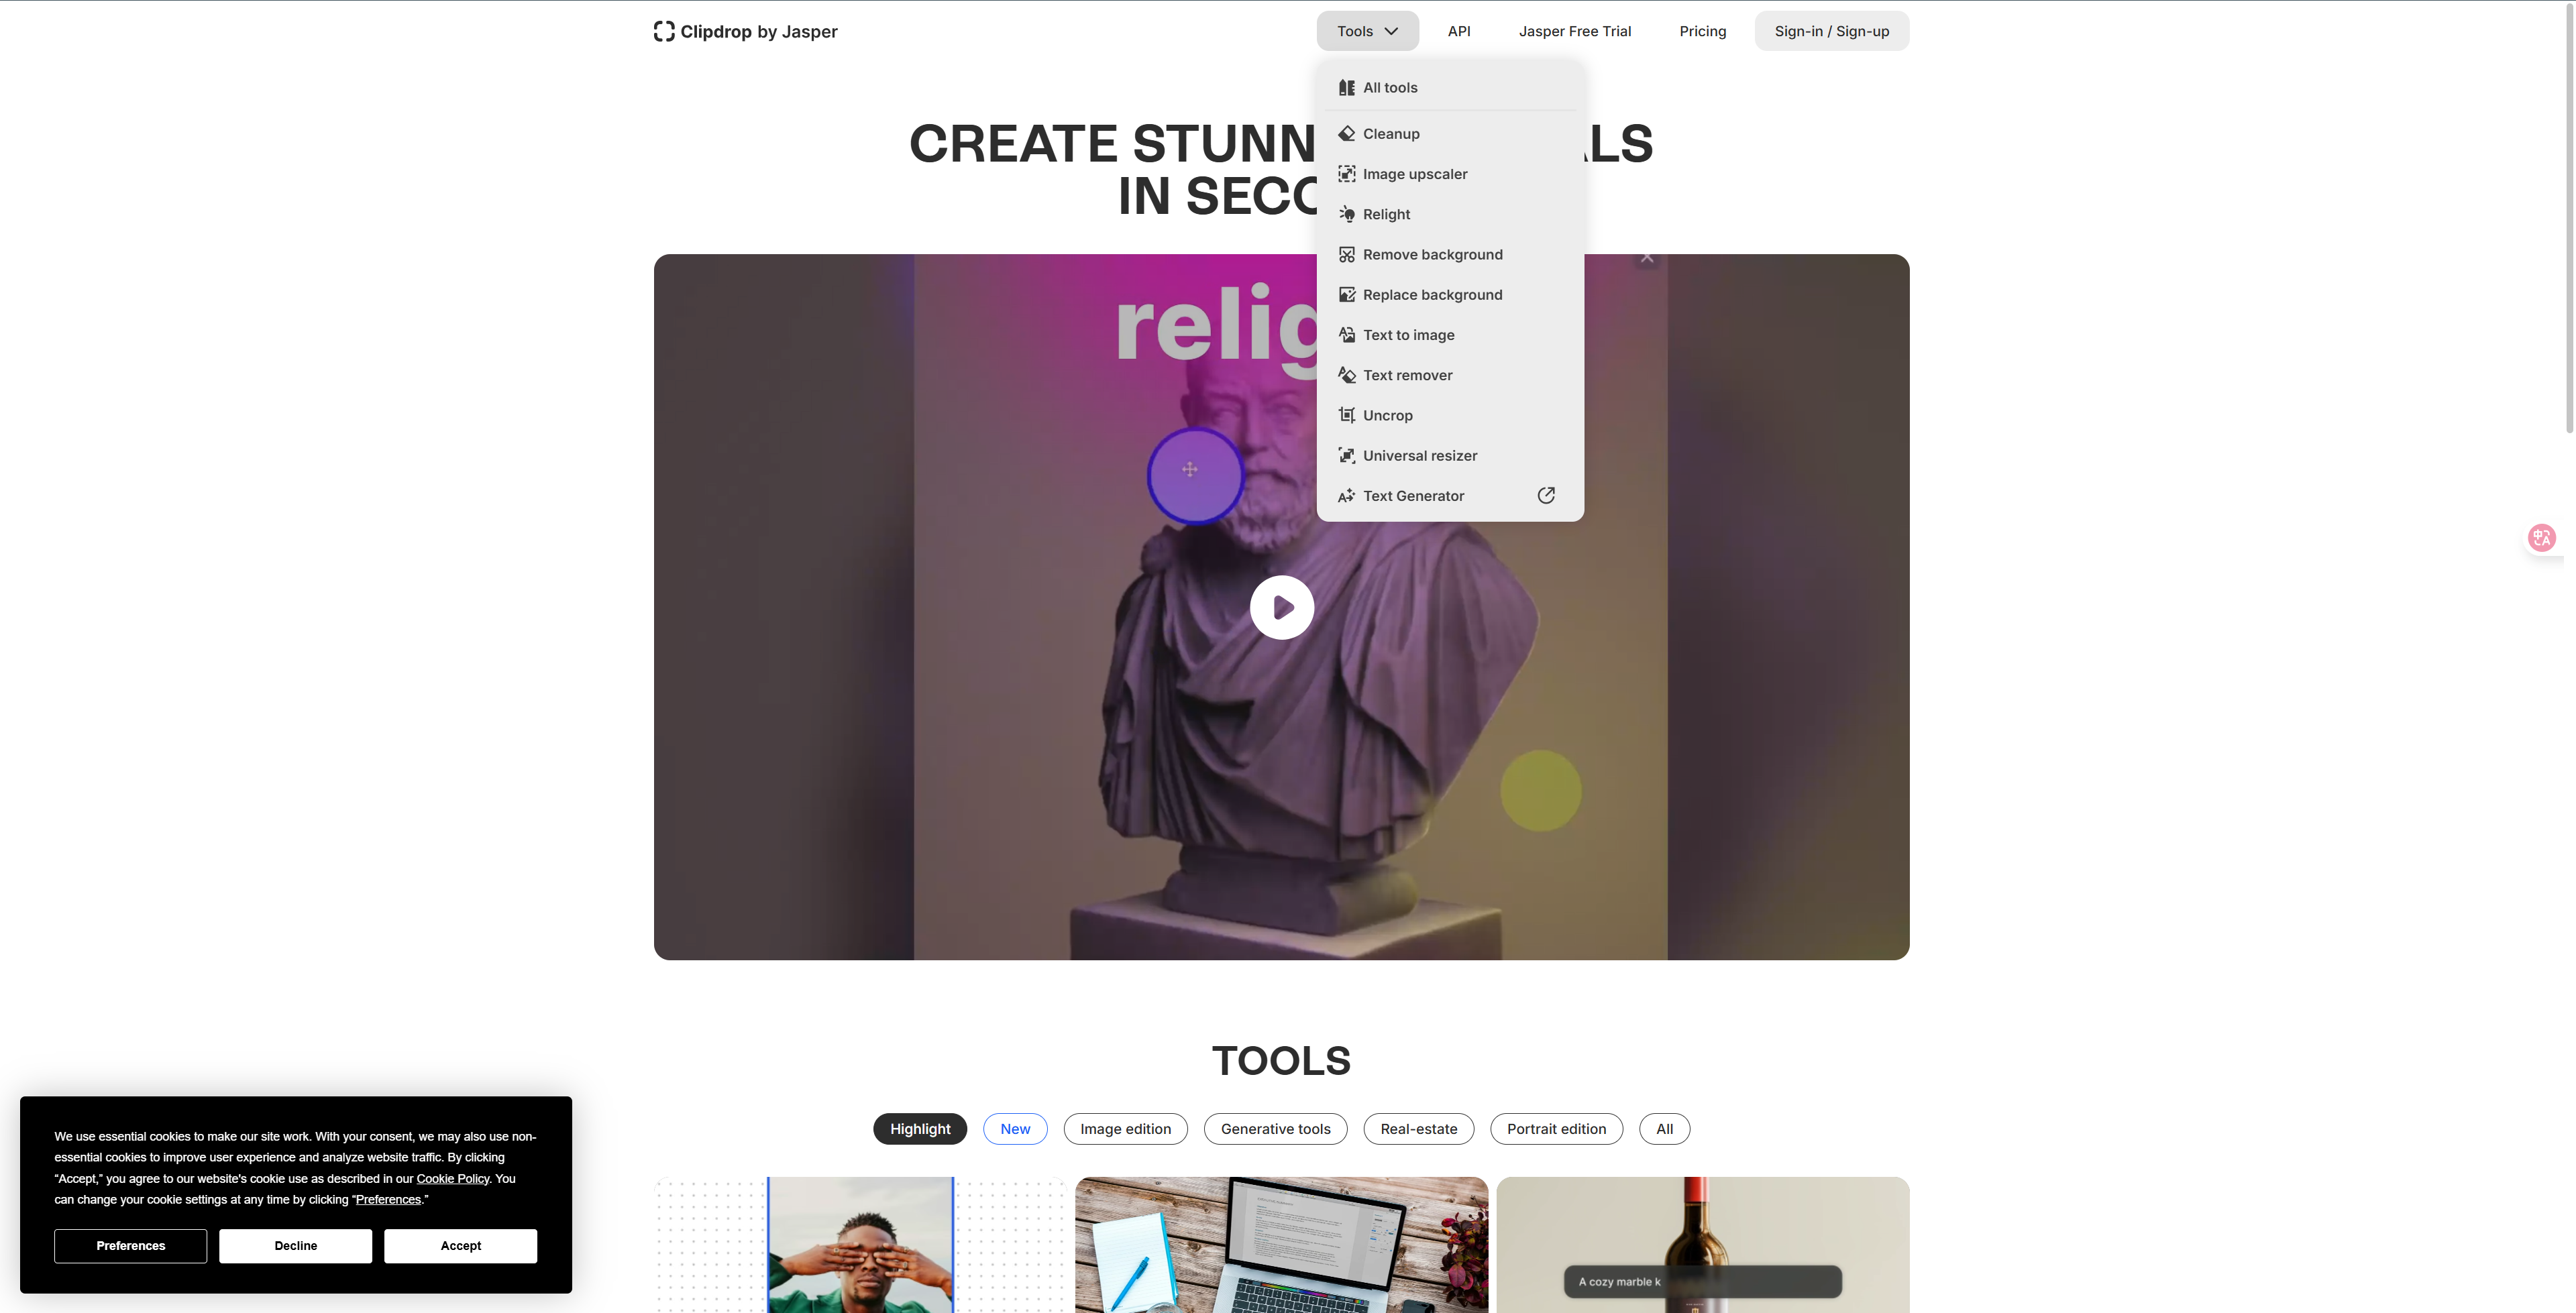 Clipdrop by Jasper
Tools
API
Jasper Free Trial
Pricing
Sign-in / Sign-up
All tools
Cleanup
Image upscaler
Relight
Remove background
Replace background
Text to image
Text remover
Uncrop
Universal resizer
Text Generator
CREATE STUNN ALS
IN SECO
relig
TOOLS
Highlight
New
Image edition
Generative tools
Real-estate
Portrait edition
All
A cozy marble k
We use essential cookies to make our site work. With your consent, we may also use non-
essential cookies to improve user experience and analyze website traffic. By clicking
“Accept,” you agree to our website's cookie use as described in our Cookie Policy. You
can change your cookie settings at any time by clicking “Preferences.”
Preferences
Decline
Accept